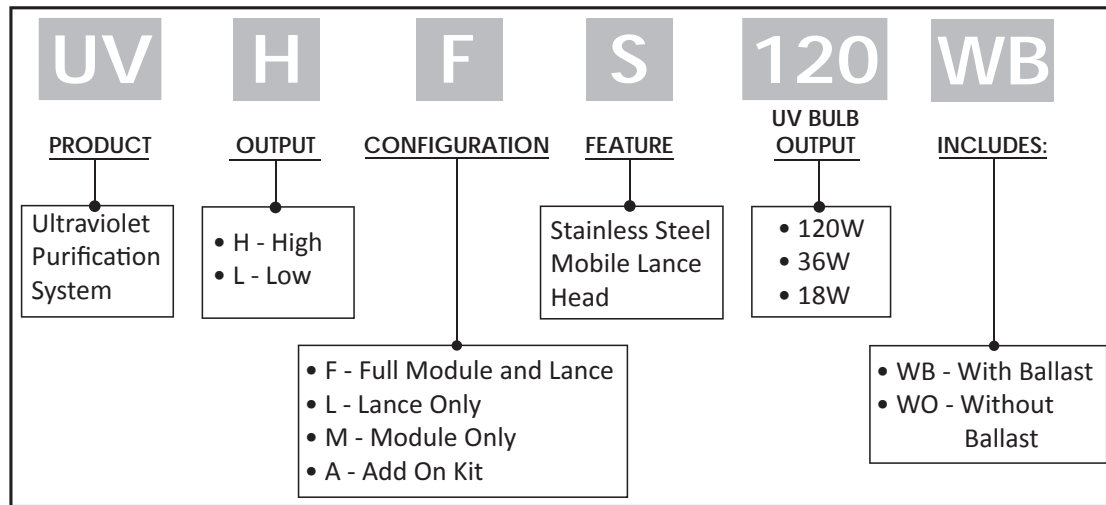 UV H F S 120 WB
PRODUCT
OUTPUT
CONFIGURATION
FEATURE
UV BULB
OUTPUT
INCLUDES:
Ultraviolet
Purification
System
• H - High
• L - Low
• F - Full Module and Lance
• L - Lance Only
• M - Module Only
• A - Add On Kit
Stainless Steel
Mobile Lance
Head
• 120W
• 36W
• 18W
• WB - With Ballast
• WO - Without
Ballast